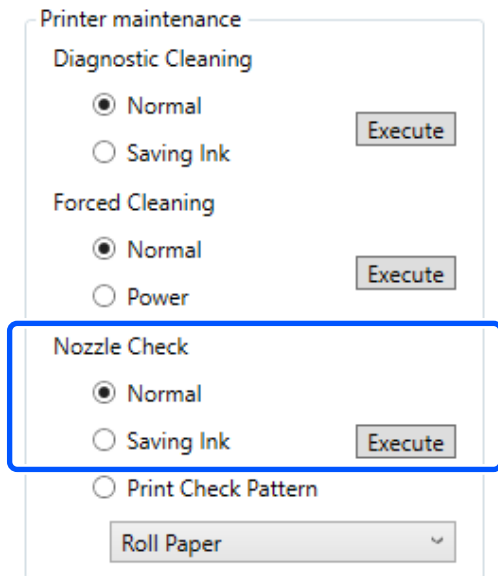 Printer maintenance
Diagnostic Cleaning
Normal
Execute
Saving Ink
Forced Cleaning
Normal
Execute
Power
Nozzle Check
Normal
Saving Ink Execute
Print Check Pattern
Roll Paper